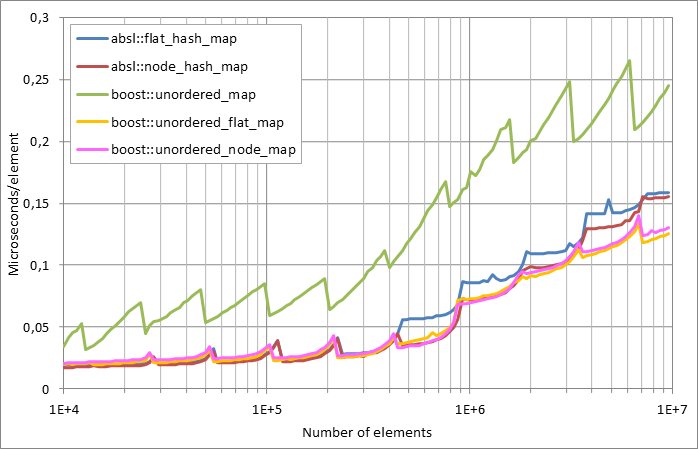 0,3
absl::flat_hash_map
absl::node_hash_map
boost::unordered_map
boost::unordered_flat_map
boost::unordered_node_map
0,25
0,2
0,15
0,1
0,05
0
Microseconds/element
1E+4
1E+5
1E+6
1E+7
Number of elements